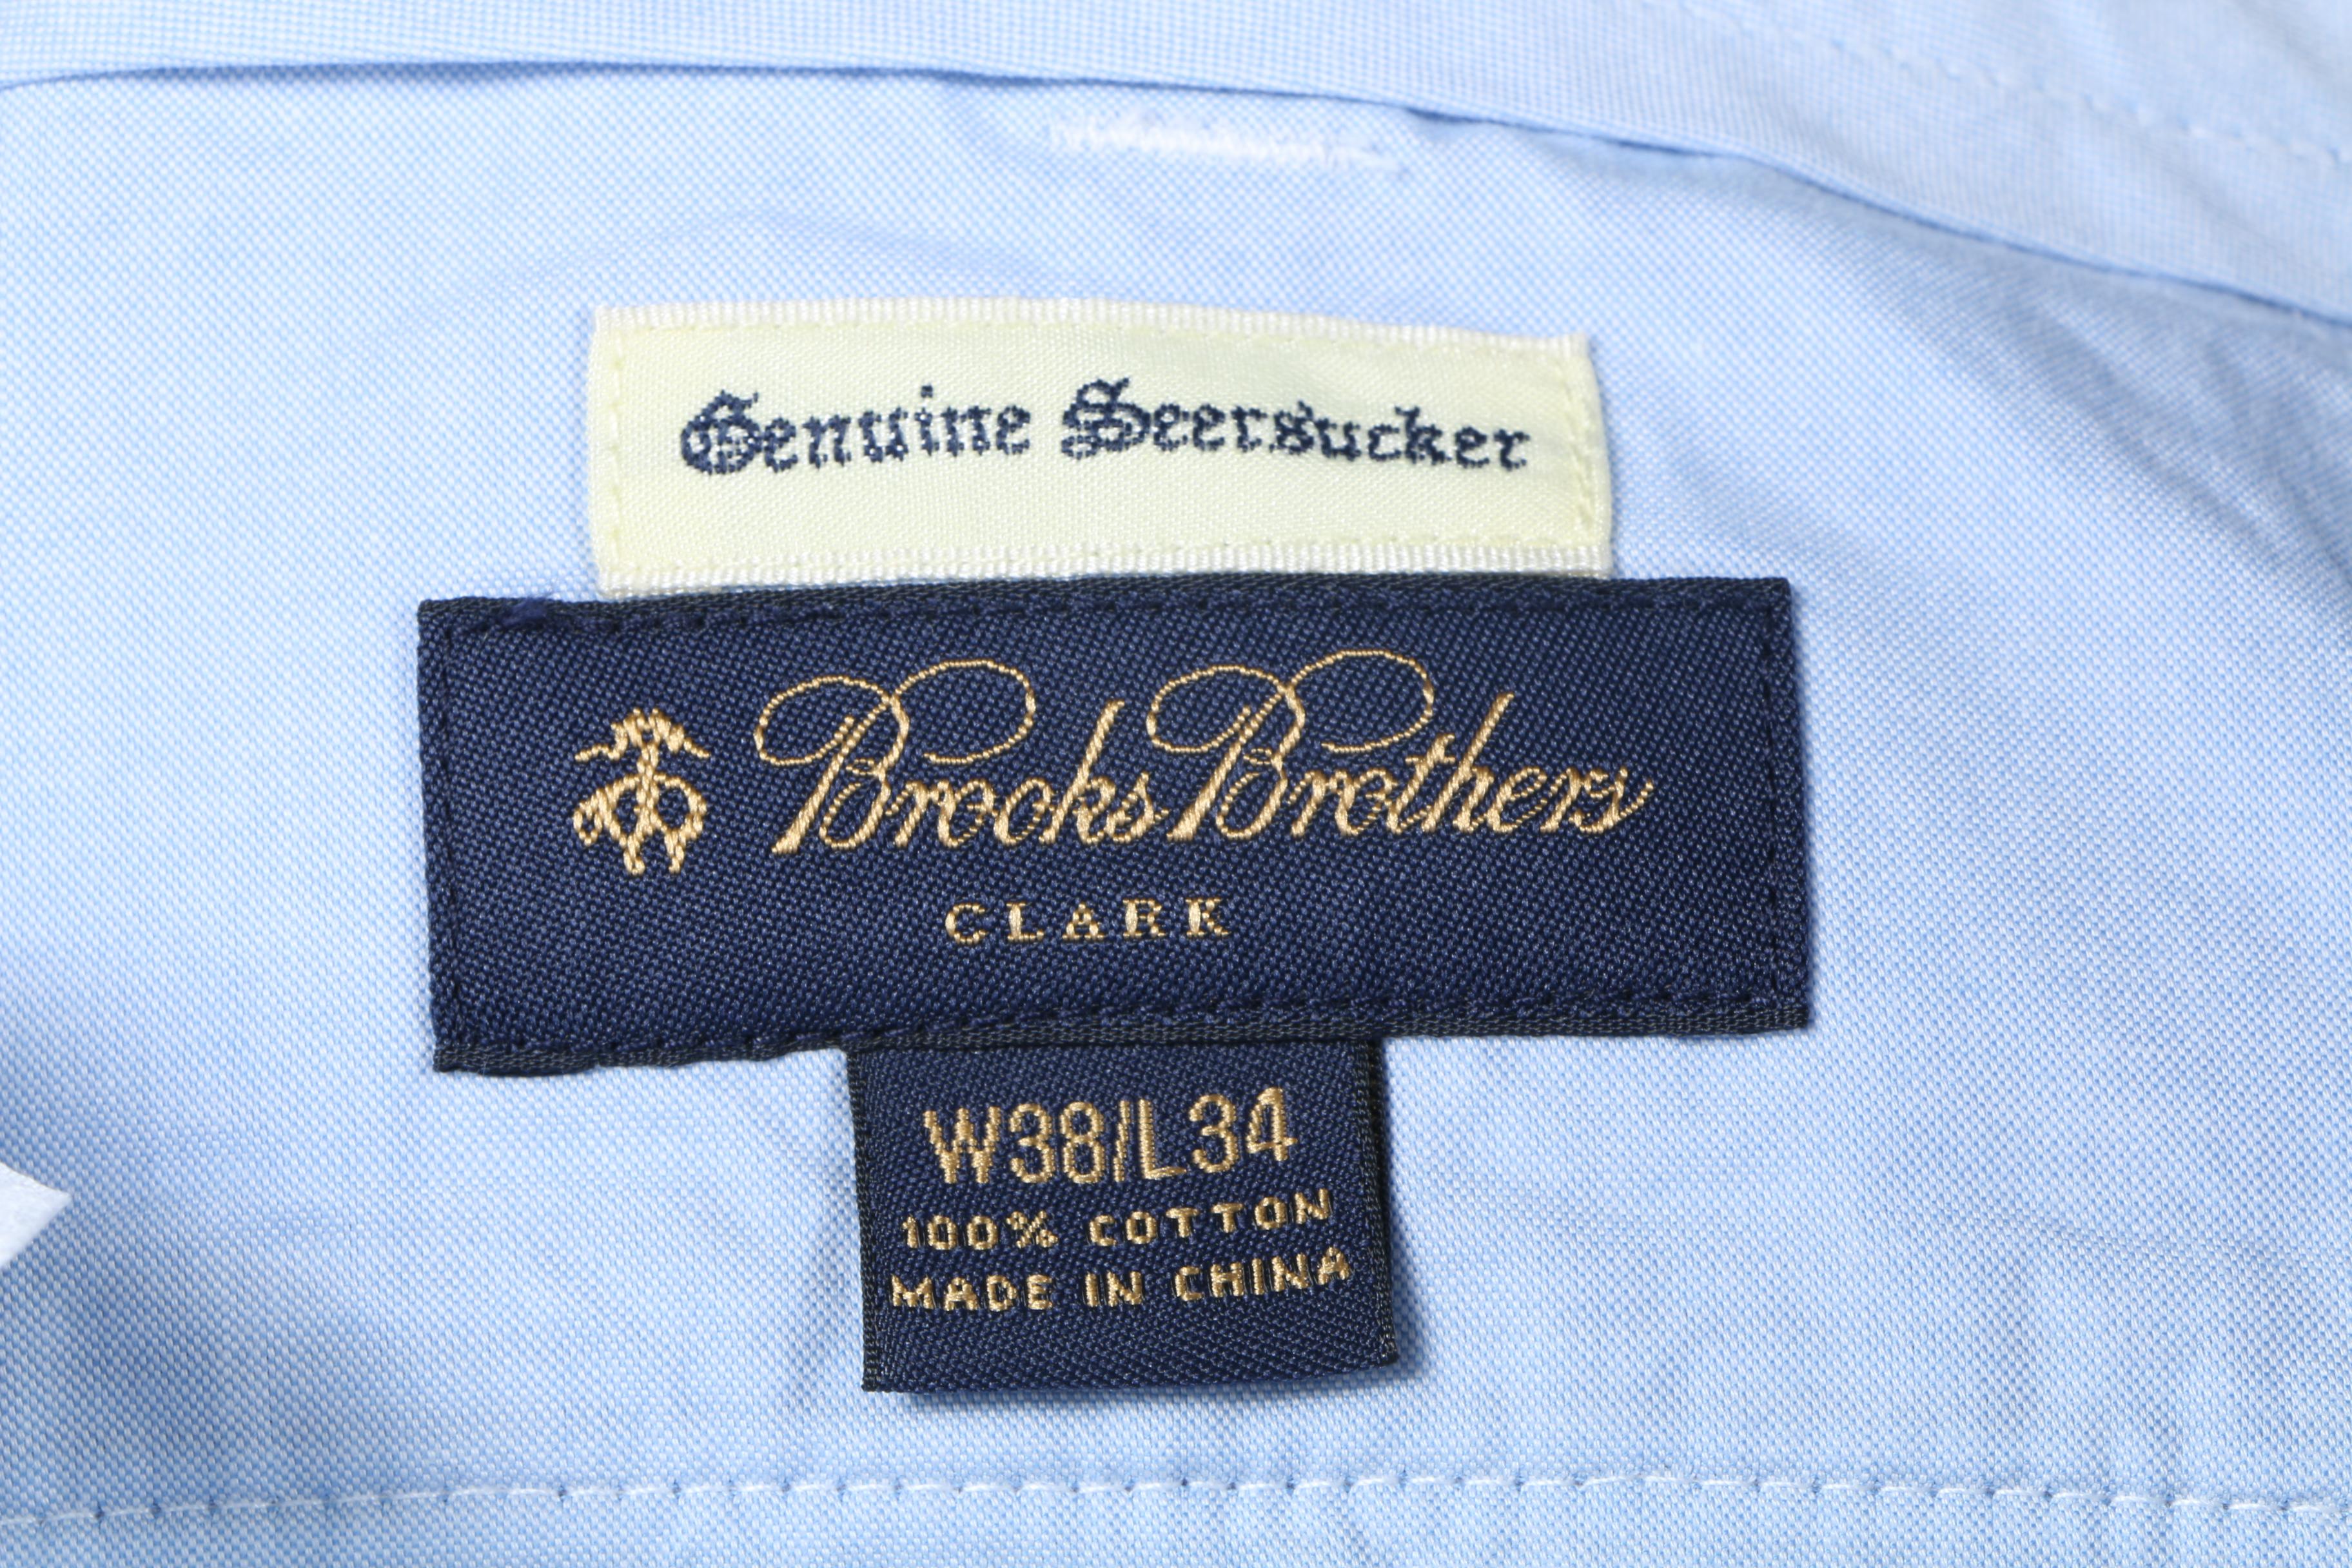 Genuine Seersucker
Brooks Brothers
CLARK
W38/L34
100% COTTON
MADE IN CHINA